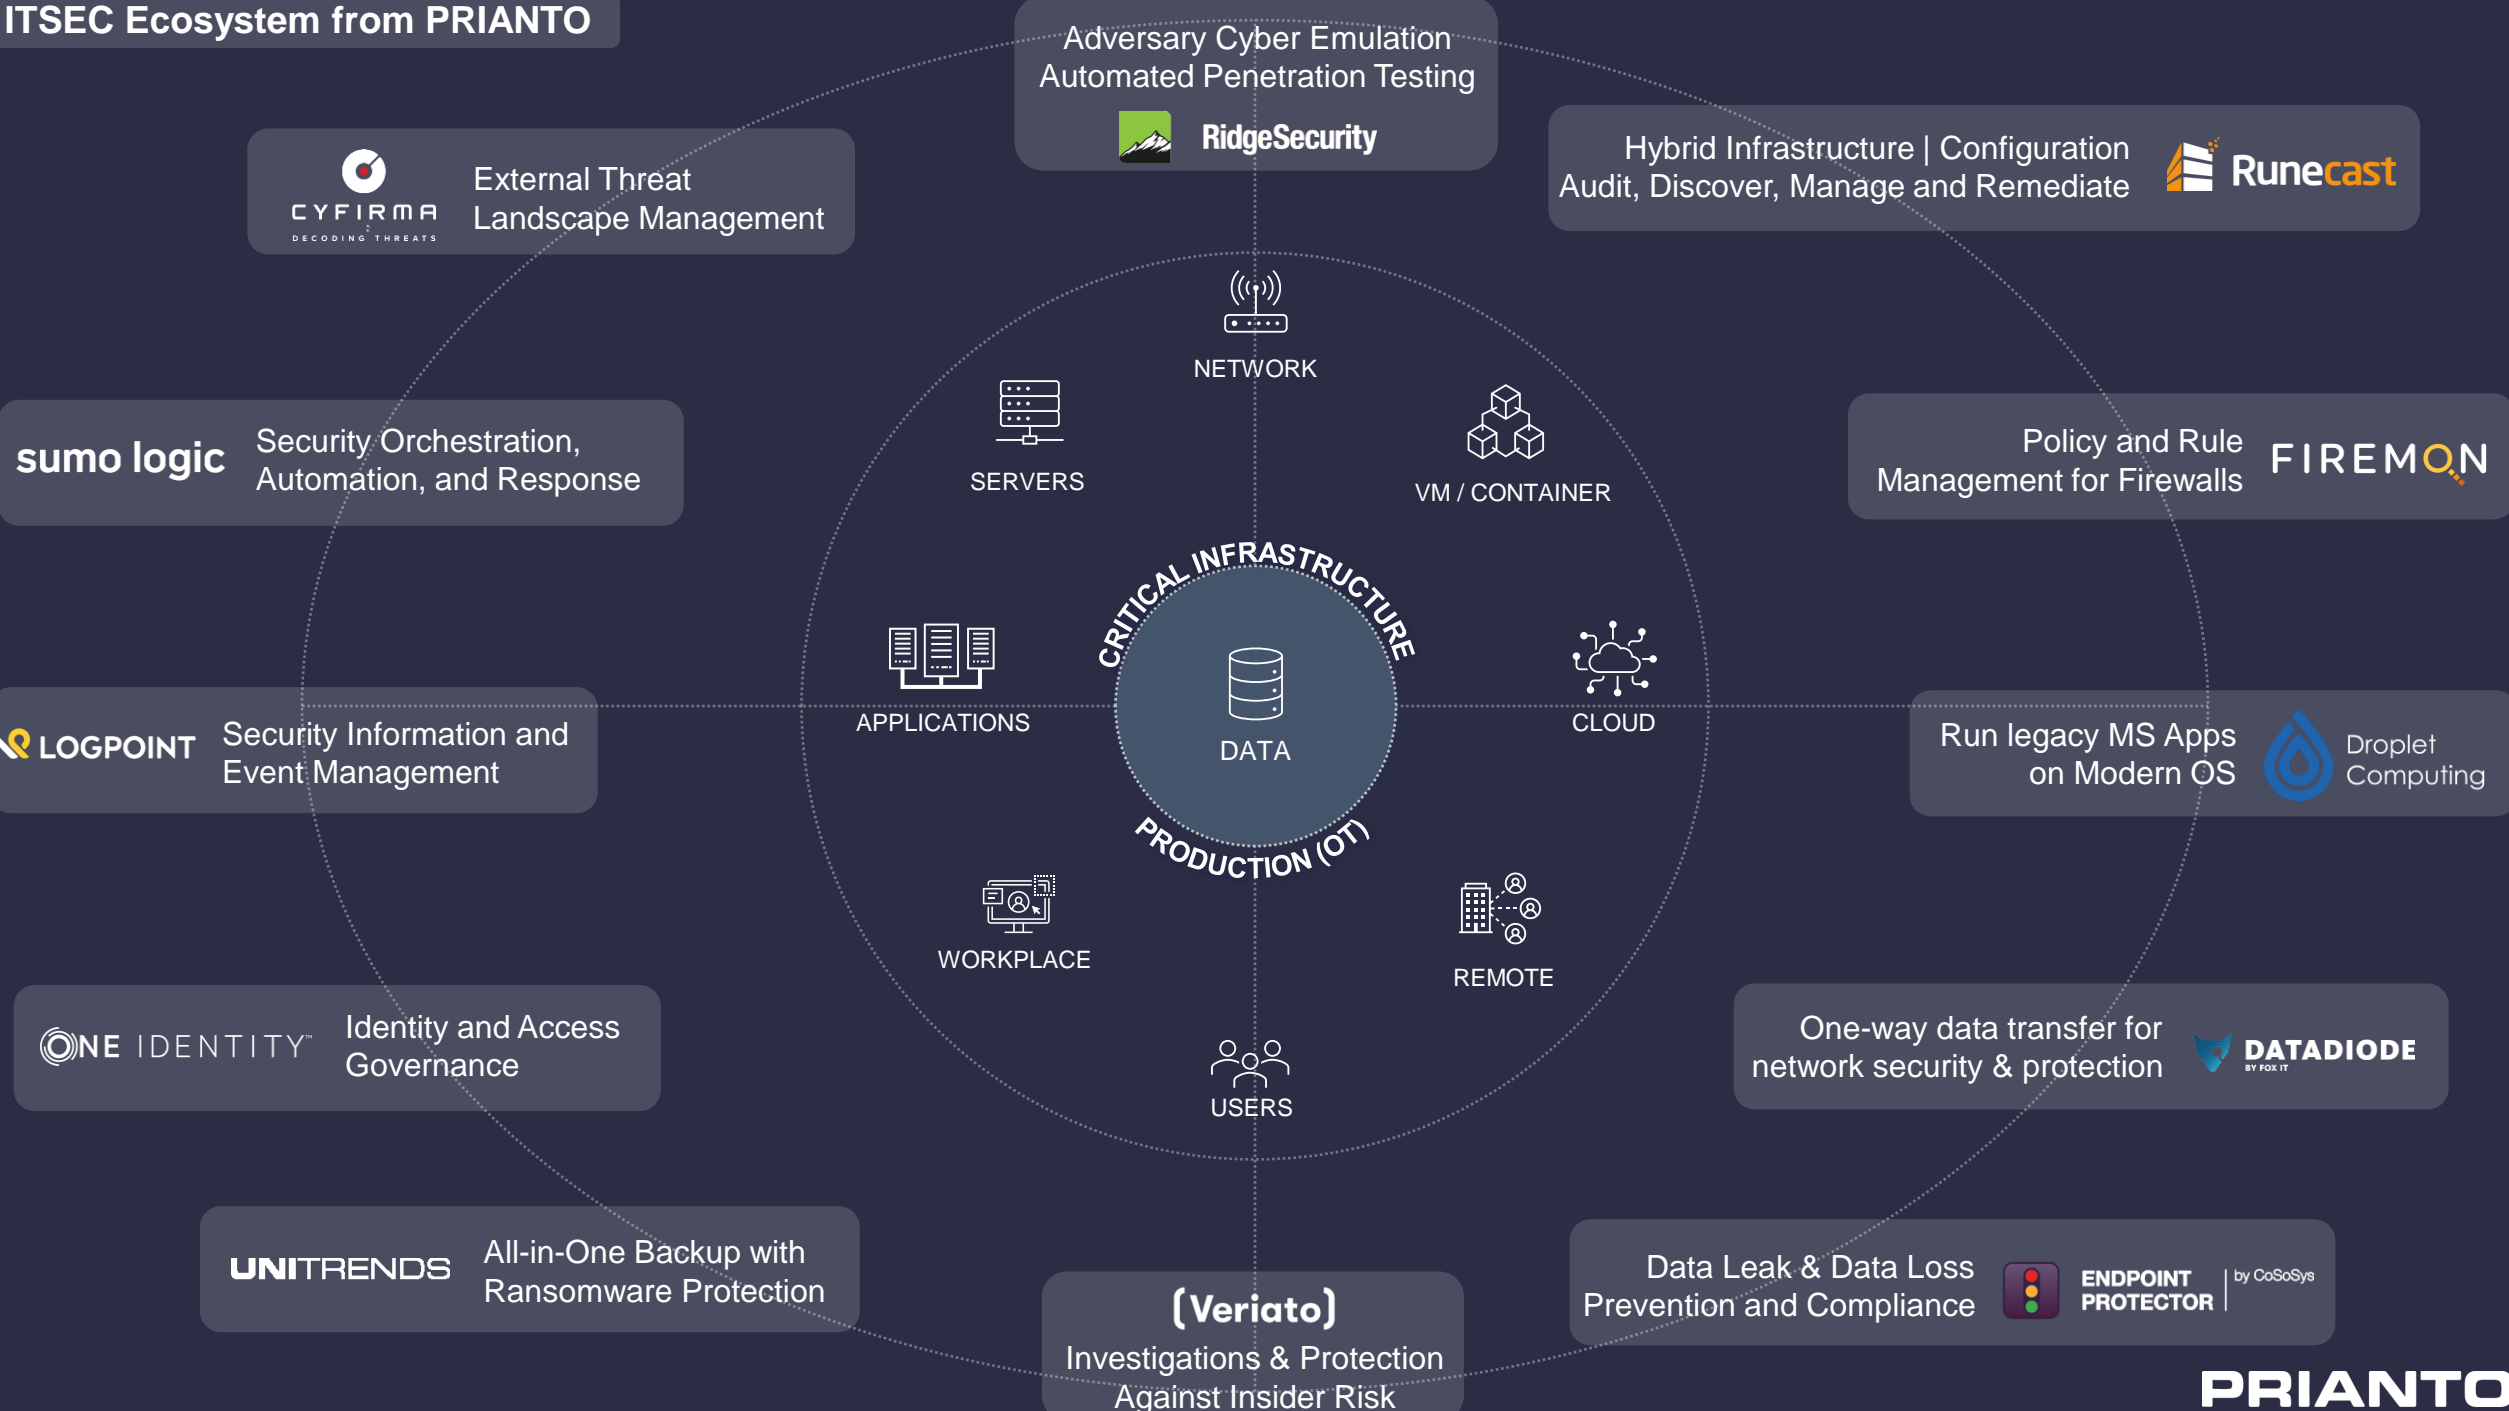 ITSEC Ecosystem from PRIANTO
Adversary Cyber Emulation
Automated Penetration Testing
RidgeSecurity
CYFIRMA
DECODING THREATS
External Threat
Landscape Management
Hybrid Infrastructure | Configuration
Audit, Discover, Manage and Remediate
Runecast
NETWORK
SERVERS
VM / CONTAINER
sumo logic
Security Orchestration,
Automation, and Response
Policy and Rule
Management for Firewalls
FIREMON
CRITICAL INFRASTRUCTURE
APPLICATIONS
DATA
CLOUD
PRODUCTION (OT)
LOGPOINT
Security Information and
Event Management
Run legacy MS Apps
on Modern OS
Droplet
Computing
WORKPLACE
REMOTE
USERS
ONE IDENTITY™
Identity and Access
Governance
One-way data transfer for
network security & protection
DATADIODE
BY FOX IT
UNITRENDS
All-in-One Backup with
Ransomware Protection
(Veriato)
Investigations & Protection
Against Insider Risk
Data Leak & Data Loss
Prevention and Compliance
ENDPOINT
PROTECTOR
by CoSoSys
PRIANTO